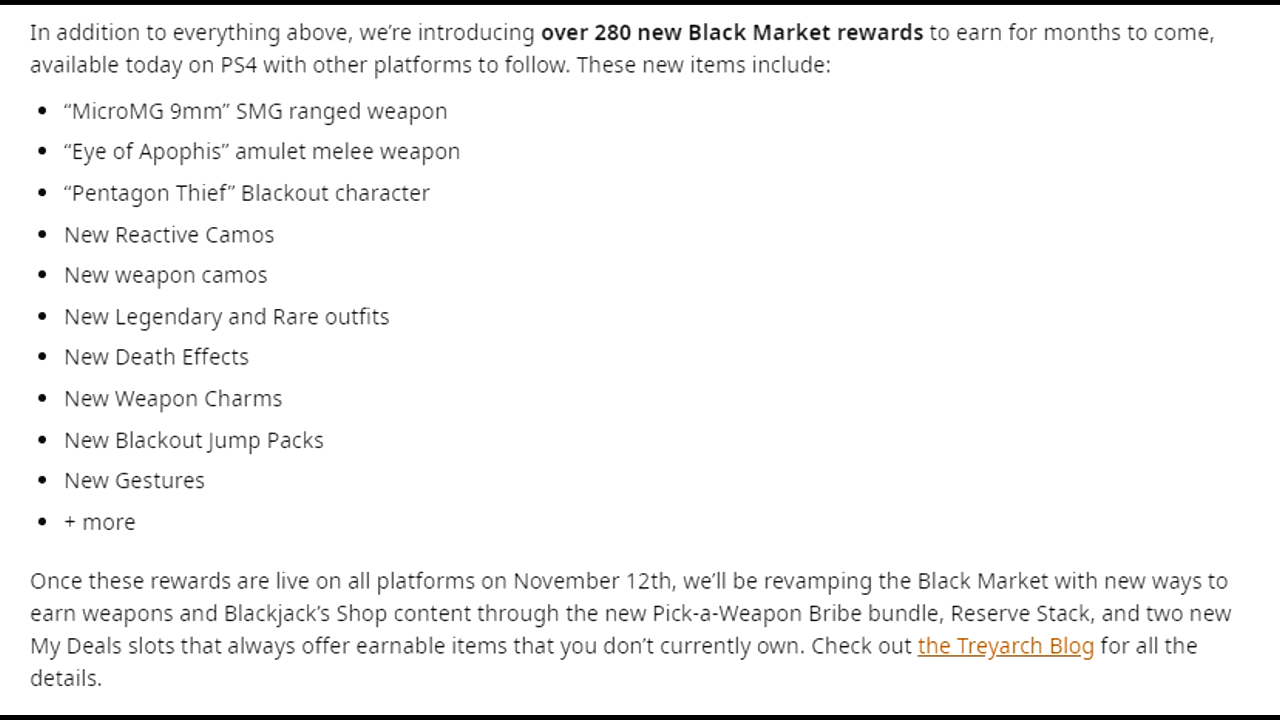 In addition to everything above, we’re introducing over 280 new Black Market rewards to earn for months to come,
available today on PS4 with other platforms to follow. These new items include:
• “MicroMG 9mm” SMG ranged weapon
• “Eye of Apophis” amulet melee weapon
• “Pentagon Thief” Blackout character
• New Reactive Camos
• New weapon camos
• New Legendary and Rare outfits
• New Death Effects
• New Weapon Charms
• New Blackout Jump Packs
• New Gestures
• + more
Once these rewards are live on all platforms on November 12th, we’ll be revamping the Black Market with new ways to
earn weapons and Blackjack’s Shop content through the new Pick-a-Weapon Bribe bundle, Reserve Stack, and two new
My Deals slots that always offer earnable items that you don’t currently own. Check out the Treyarch Blog for all the
details.